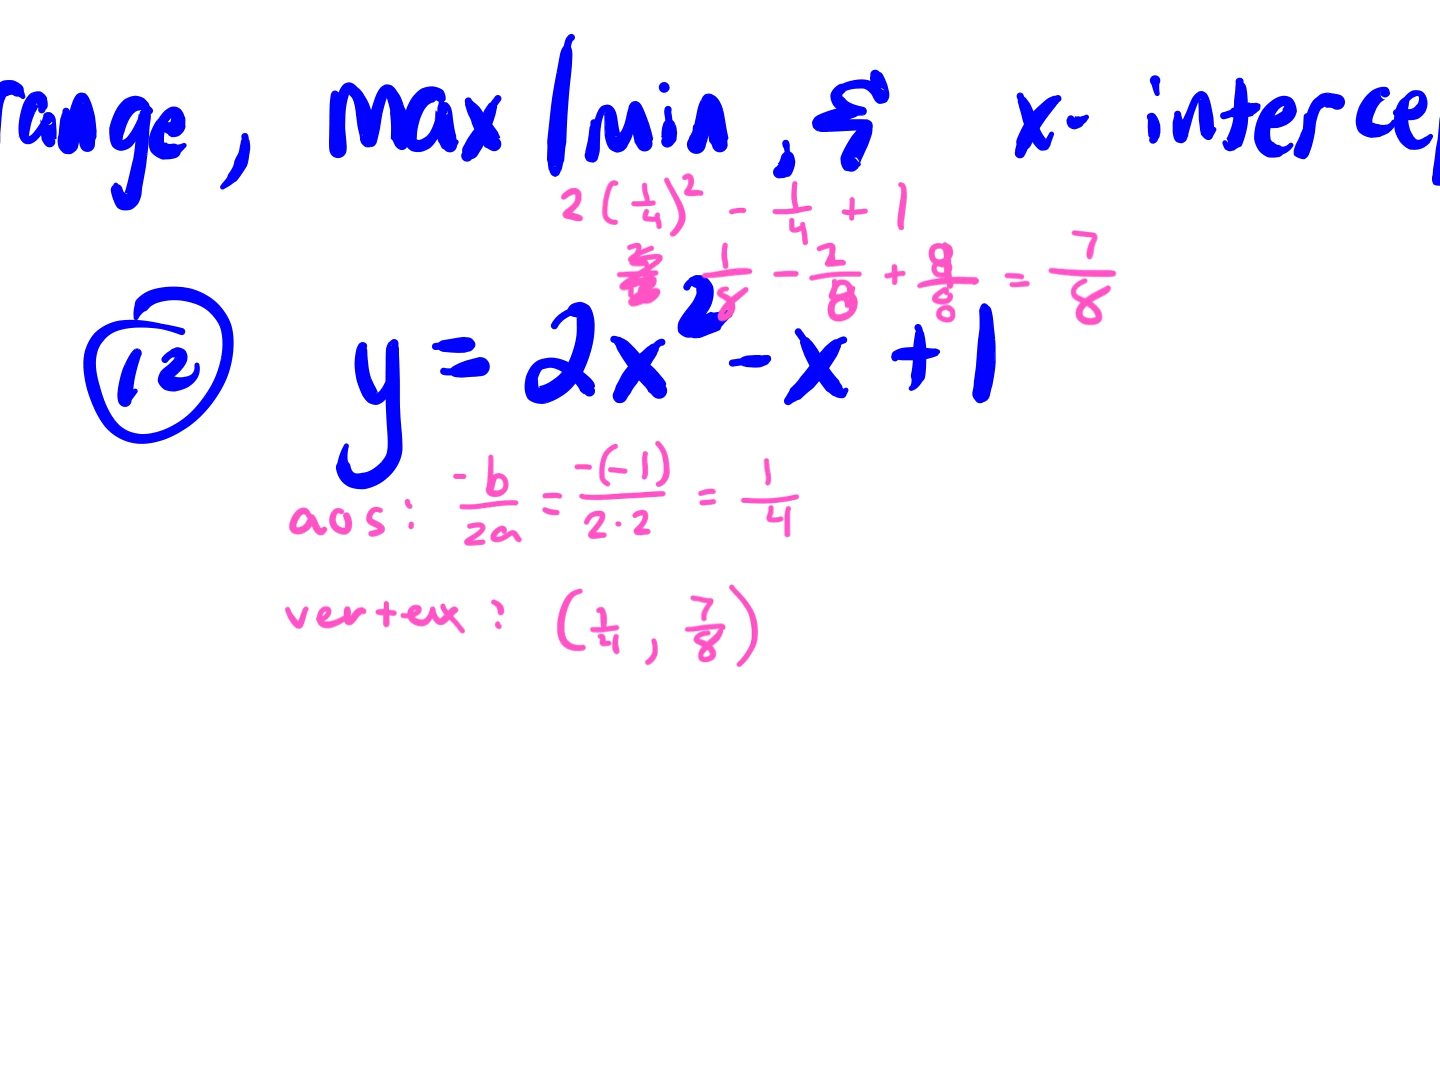 range, max/min, & x-interce
2(1/4)² - 1/4 + 1
1/8 - 2/8 + 8/8 = 7/8
12 y = 2x² - x + 1
aos: -b/2a = -(-1)/2·2 = 1/4
vertex: (1/4, 7/8)